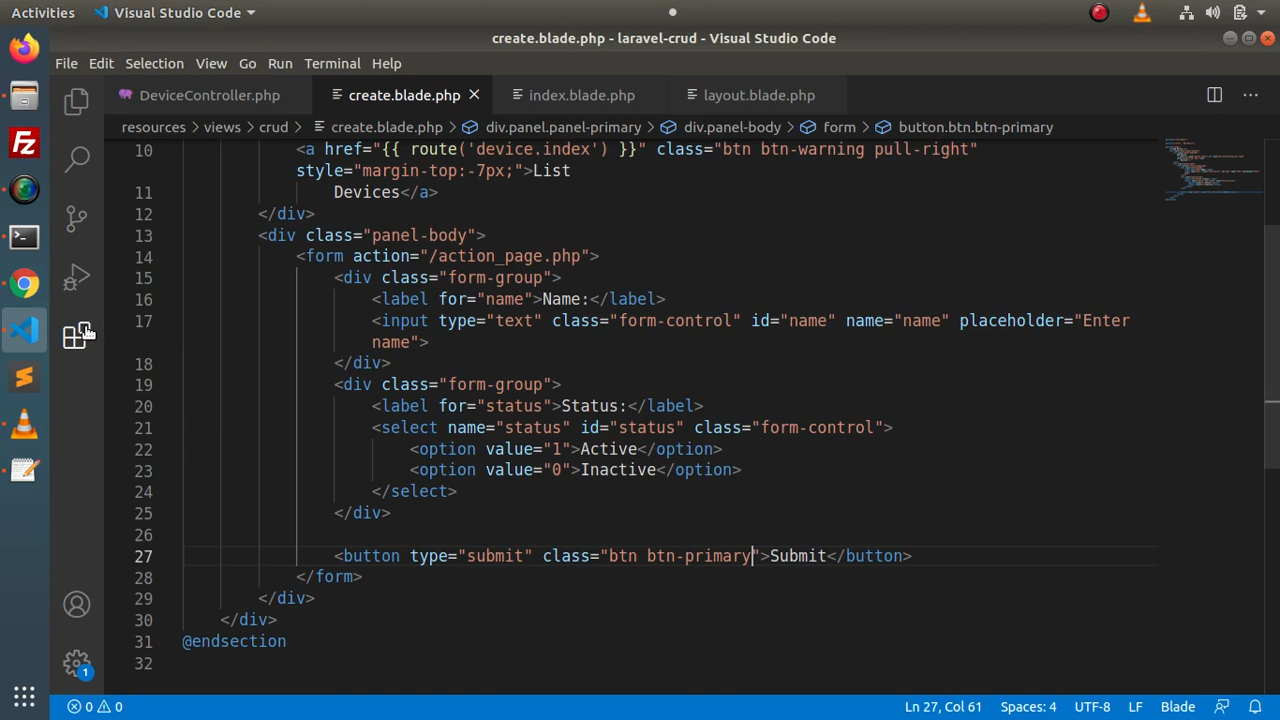 Activities Visual Studio Code
create.blade.php - laravel-crud - Visual Studio Code
File Edit Selection View Go Run Terminal Help
DeviceController.php create.blade.php index.blade.php layout.blade.php
resources > views > crud > create.blade.php > div.panel.panel-primary > div.panel-body > form > button.btn.btn-primary
10 <a href="{{ route('device.index') }}" class="btn btn-warning pull-right"
style="margin-top:-7px;">List
11 Devices</a>
12 </div>
13 <div class="panel-body">
14 <form action="/action_page.php">
15 <div class="form-group">
16 <label for="name">Name:</label>
17 <input type="text" class="form-control" id="name" name="name" placeholder="Enter
name">
18 </div>
19 <div class="form-group">
20 <label for="status">Status:</label>
21 <select name="status" id="status" class="form-control">
22 <option value="1">Active</option>
23 <option value="0">Inactive</option>
24 </select>
25 </div>
26
27 <button type="submit" class="btn btn-primary">Submit</button>
28 </form>
29 </div>
30 </div>
31 @endsection
32
1
0 0 Ln 27, Col 61 Spaces: 4 UTF-8 LF Blade